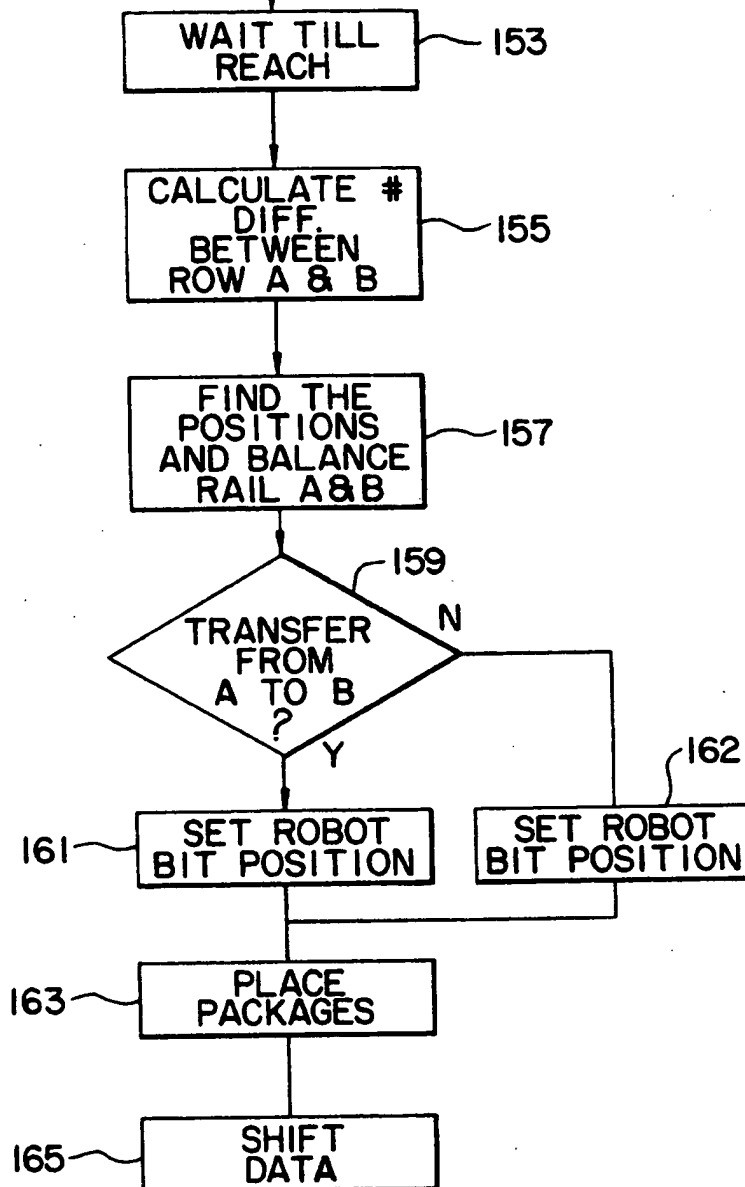 WAIT TILL
REACH
153
CALCULATE #
DIFF.
BETWEEN
ROW A & B
155
FIND THE
POSITIONS
AND BALANCE
RAIL A&B
157
159
TRANSFER
FROM
A TO B
?
N
Y
162
161
SET ROBOT
BIT POSITION
SET ROBOT
BIT POSITION
163
PLACE
PACKAGES
165
SHIFT
DATA